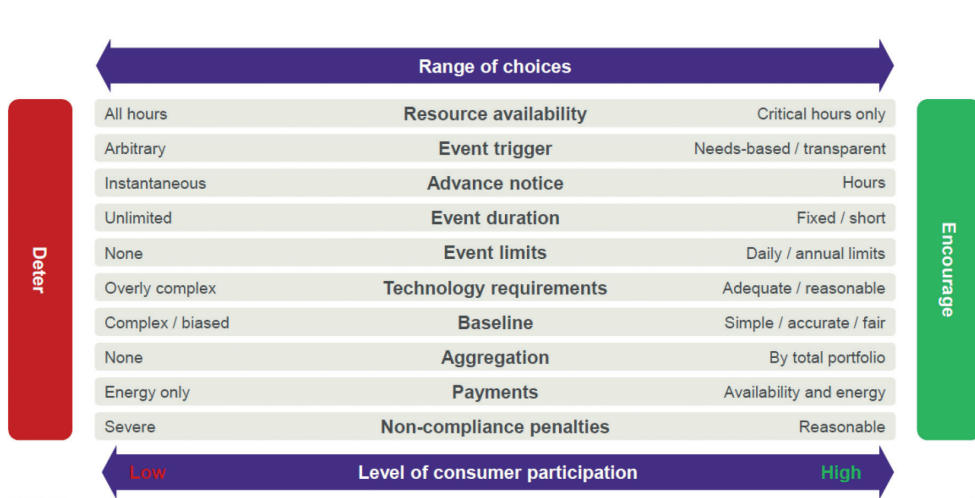 Range of choices
Deter
All hours Resource availability Critical hours only
Arbitrary Event trigger Needs-based / transparent
Instantaneous Advance notice Hours
Unlimited Event duration Fixed / short
None Event limits Daily / annual limits
Overly complex Technology requirements Adequate / reasonable
Complex / biased Baseline Simple / accurate / fair
None Aggregation By total portfolio
Energy only Payments Availability and energy
Severe Non-compliance penalties Reasonable
Encourage
Low Level of consumer participation High